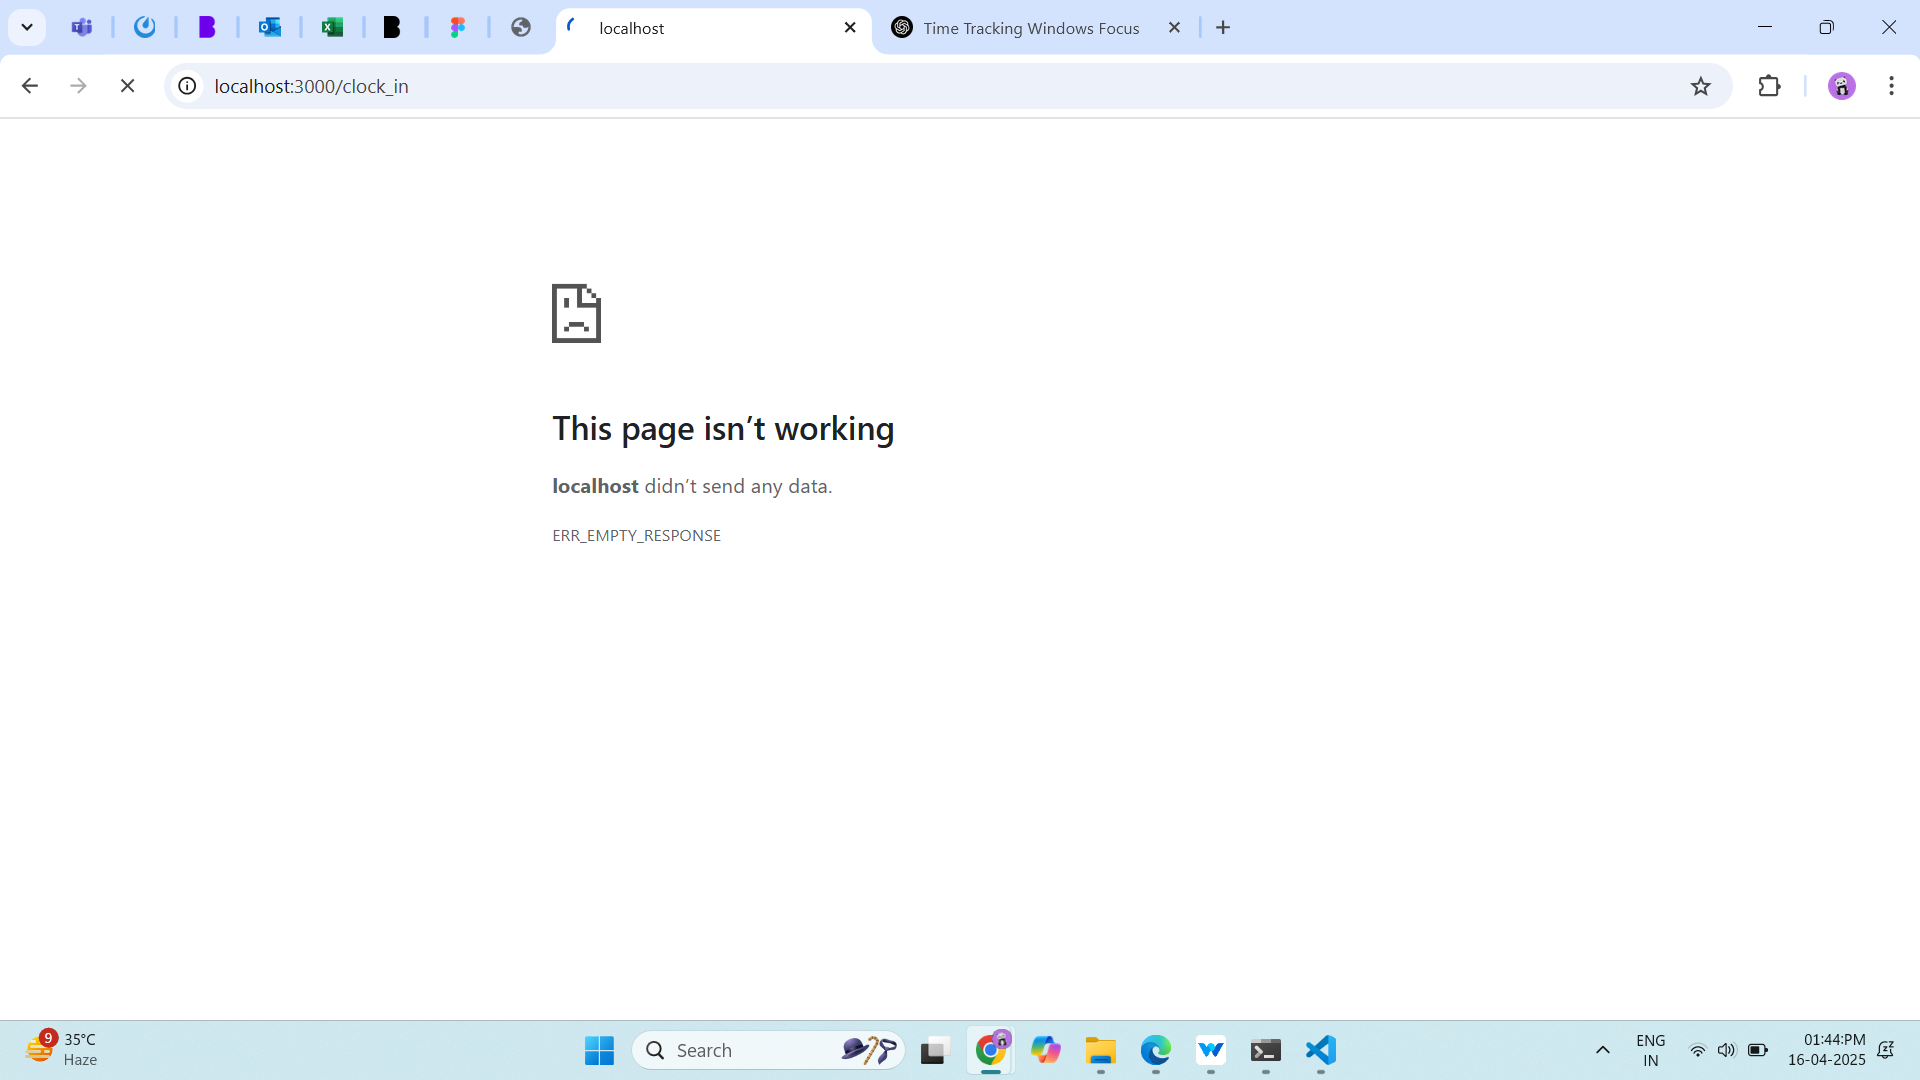 localhost
Time Tracking Windows Focus
localhost:3000/clock_in
This page isn’t working
localhost didn’t send any data.
ERR_EMPTY_RESPONSE
9
35°C
Haze
Search
ENG
IN
01:44:PM
16-04-2025